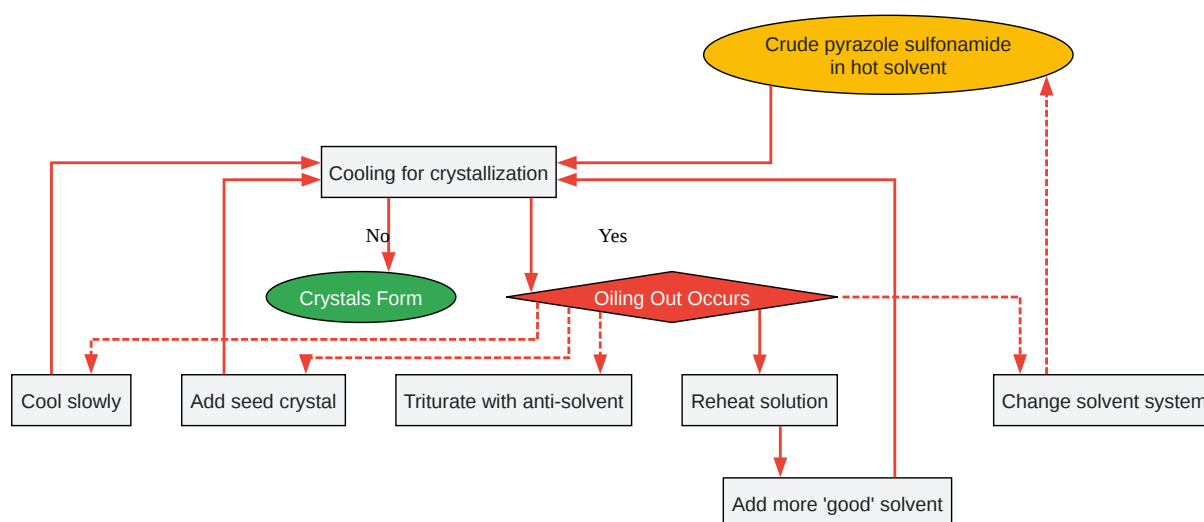 Crude pyrazole sulfonamide
in hot solvent
Cooling for crystallization
No
Yes
Crystals Form
Oiling Out Occurs
Cool slowly
Add seed crystal
Triturate with anti-solvent
Reheat solution
Change solvent system
Add more 'good' solvent